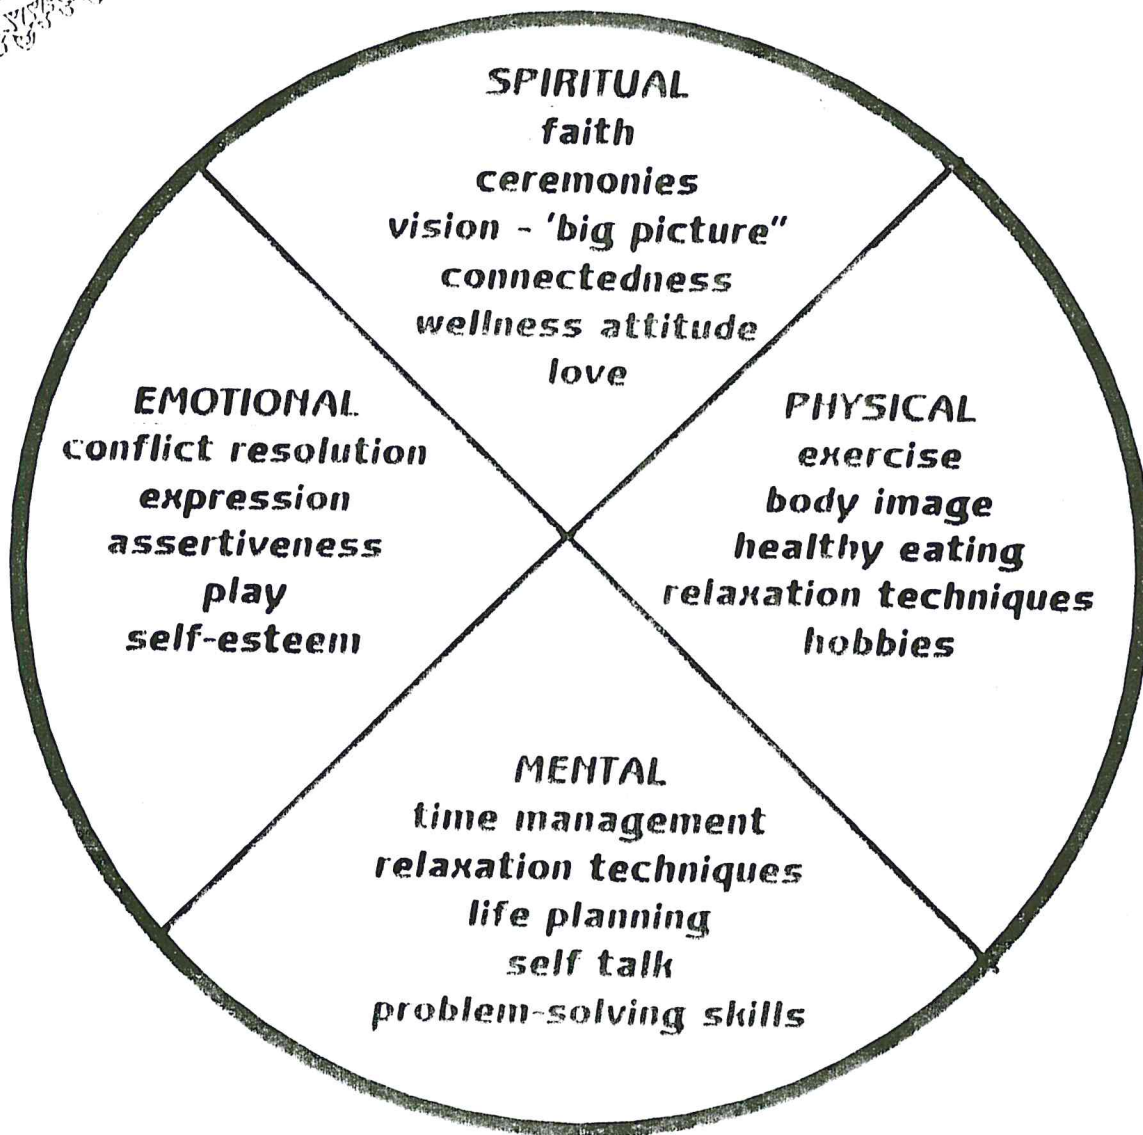 SPIRITUAL
faith
ceremonies
vision - 'big picture"
connectedness
wellness attitude
love
EMOTIONAL
conflict resolution
expression
assertiveness
play
self-esteem
PHYSICAL
exercise
body image
healthy eating
relaxation techniques
hobbies
MENTAL
time management
relaxation techniques
life planning
self talk
problem-solving skills